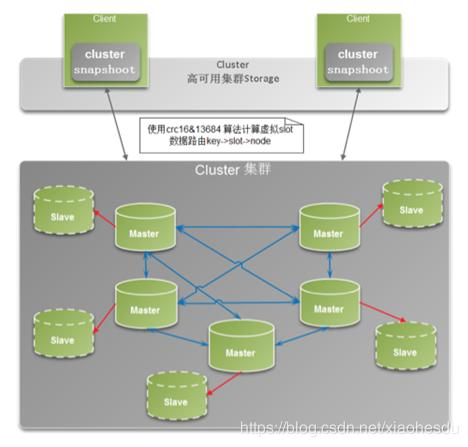 Client
Client
cluster
snapshoot
cluster
snapshoot
Cluster
高可用集群Storage
使用crc16&13684 算法计算虚拟slot
数据路由key->slot->node
Cluster 集群
Slave
Slave
Master
Master
Master
Master
Slave
Slave
Master
Slave
https://blog.csdn.net/xiaohesdu